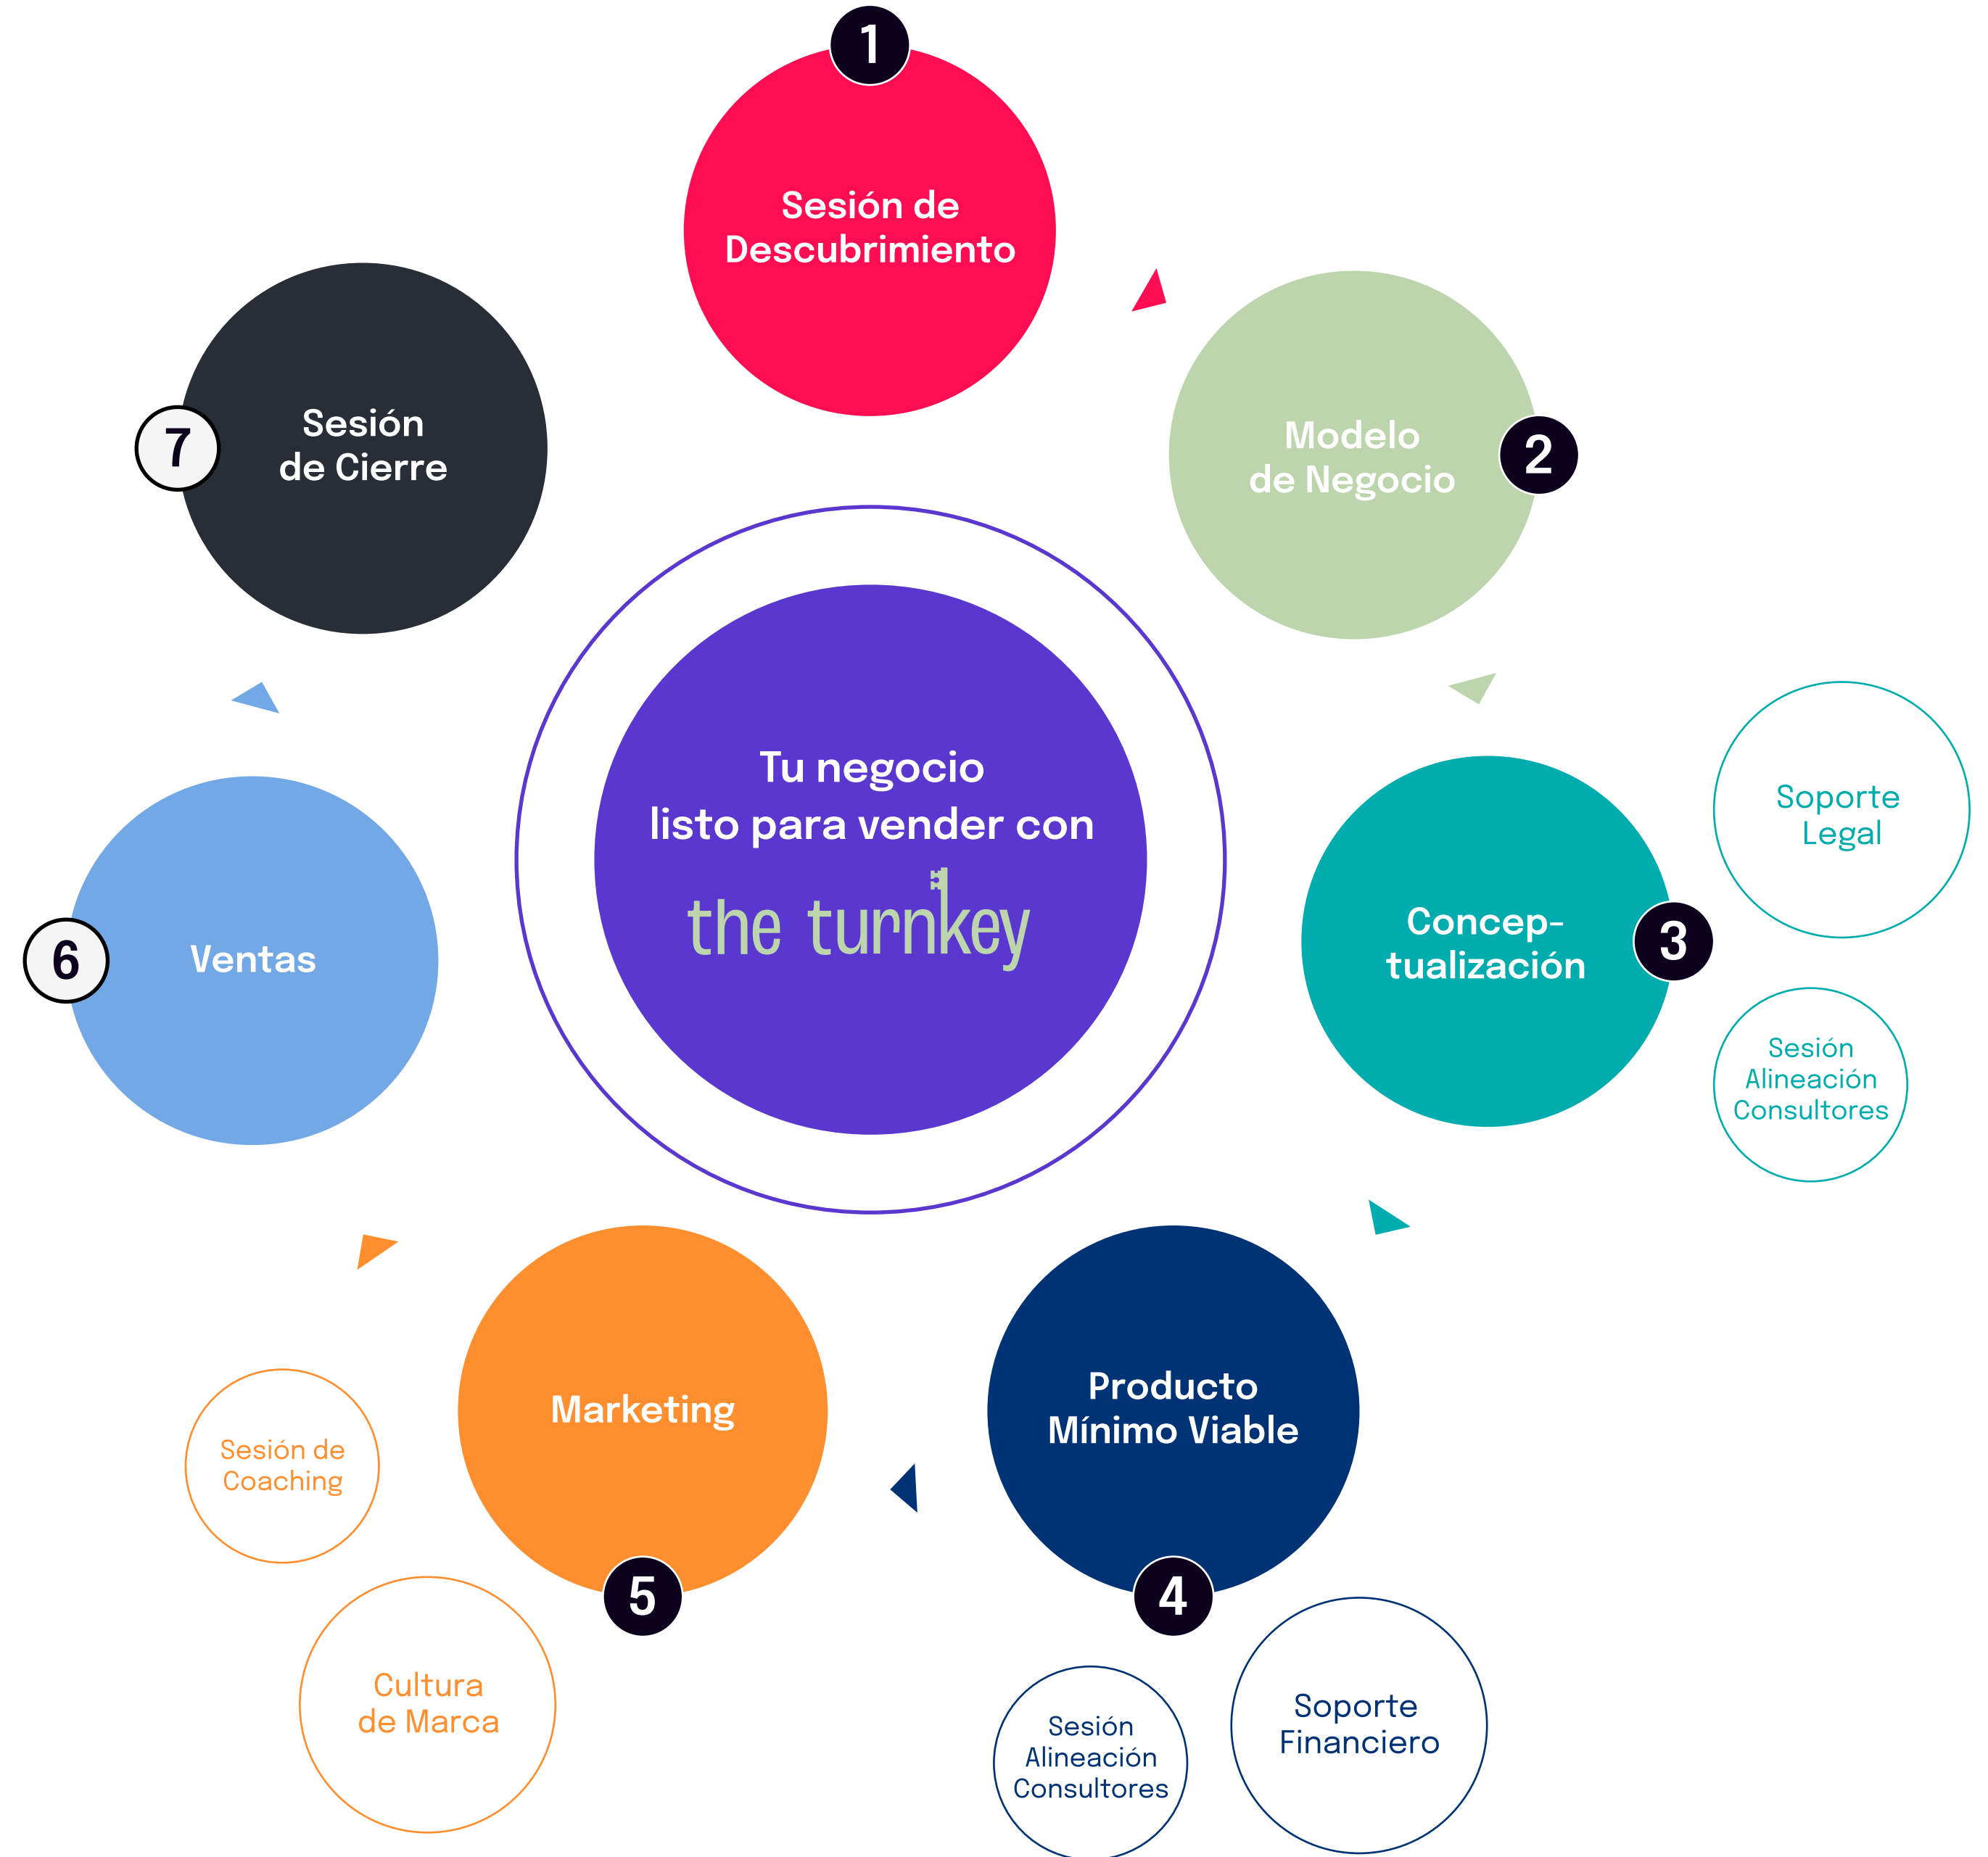 1
Sesión de
Descubrimiento
Modelo
de Negocio
2
Soporte
Legal
Concep-
tualización
3
Sesión
Alineación
Consultores
Producto
Mínimo Viable
4
Sesión
Alineación
Consultores
Soporte
Financiero
Marketing
5
Sesión de
Coaching
Cultura
de Marca
6
Ventas
7
Sesión
de Cierre
Tu negocio
listo para vender con
the turnkey